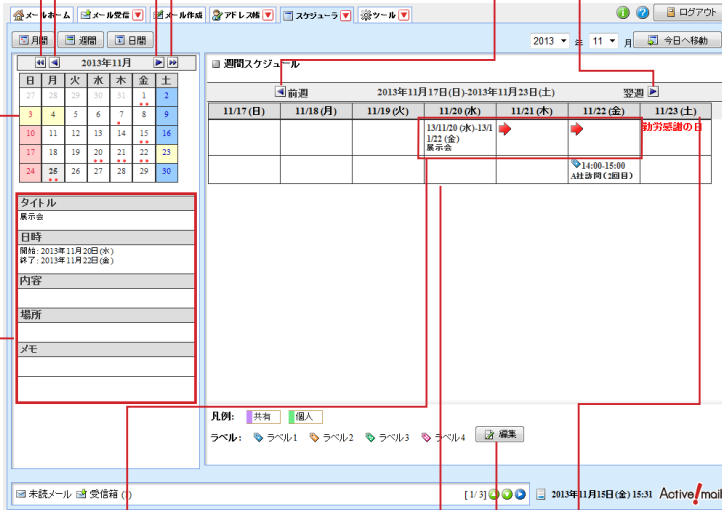 メールホーム メール受信 メール作成 アドレス帳 スケジューラ ツール ログアウト
月間 週間 日間 2013 年 11 月 今日へ移動
2013年11月
日 月 火 水 木 金 土
27 28 29 30 31 1 2
3 4 5 6 7 8 9
10 11 12 13 14 15 16
17 18 19 20 21 22 23
24 25 26 27 28 29 30
タイトル
展示会
日時
開始: 2013年11月20日(水)
終了: 2013年11月22日(金)
内容
場所
メモ
週間スケジュール
前週 2013年11月17日(日)-2013年11月23日(土) 翌週
11/17 (日) 11/18 (月) 11/19 (火) 11/20 (水) 11/21 (木) 11/22 (金) 11/23 (土)
13/11/20 (水)-13/1
1/22 (金)
展示会
勤労感謝の日
14:00-15:00
A社訪問(2回目)
凡例: 共有 個人
ラベル: ラベル1 ラベル2 ラベル3 ラベル4 編集
未読メール 受信箱 [ 1/ 3] 2013年11月15日(金) 15:31 Active! mail